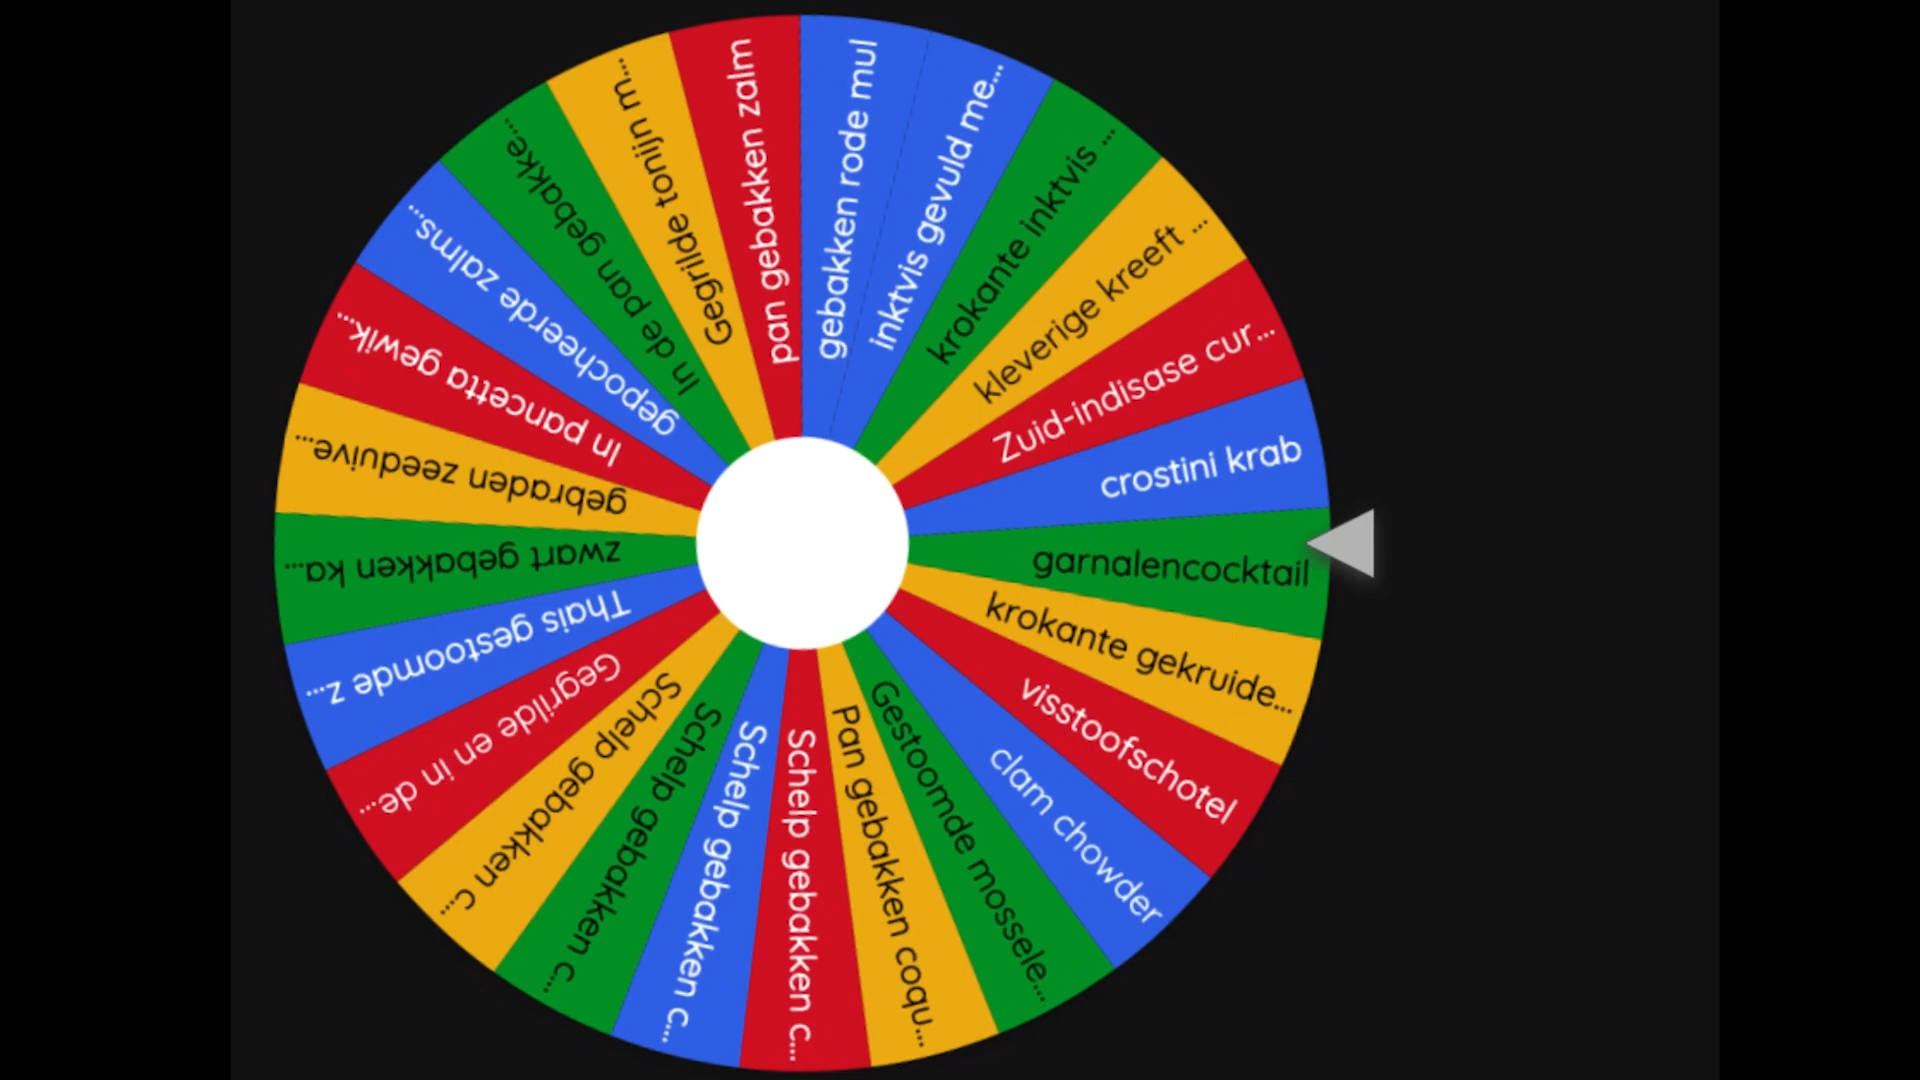 gebakken rode mul
inktvis gevuld me...
krokante inktvis ...
kleverige kreeft ...
Zuid-indisase cur...
crostini krab
garnalencocktail
krokante gekruide...
visstoofschotel
clam chowder
Gestoomde mossele...
Pan gebakken coqu...
Schelp gebakken c...
Schelp gebakken c...
Schelp gebakken c...
Schelp gebakken c...
Gegrilde en in de...
Thais gestoomde z...
zwart gebakken ka...
gebraden zeeduive...
In pancetta gewik...
gepocheerde zalms...
In de pan gebakke...
Gegrilde tonijn m...
pan gebakken zalm